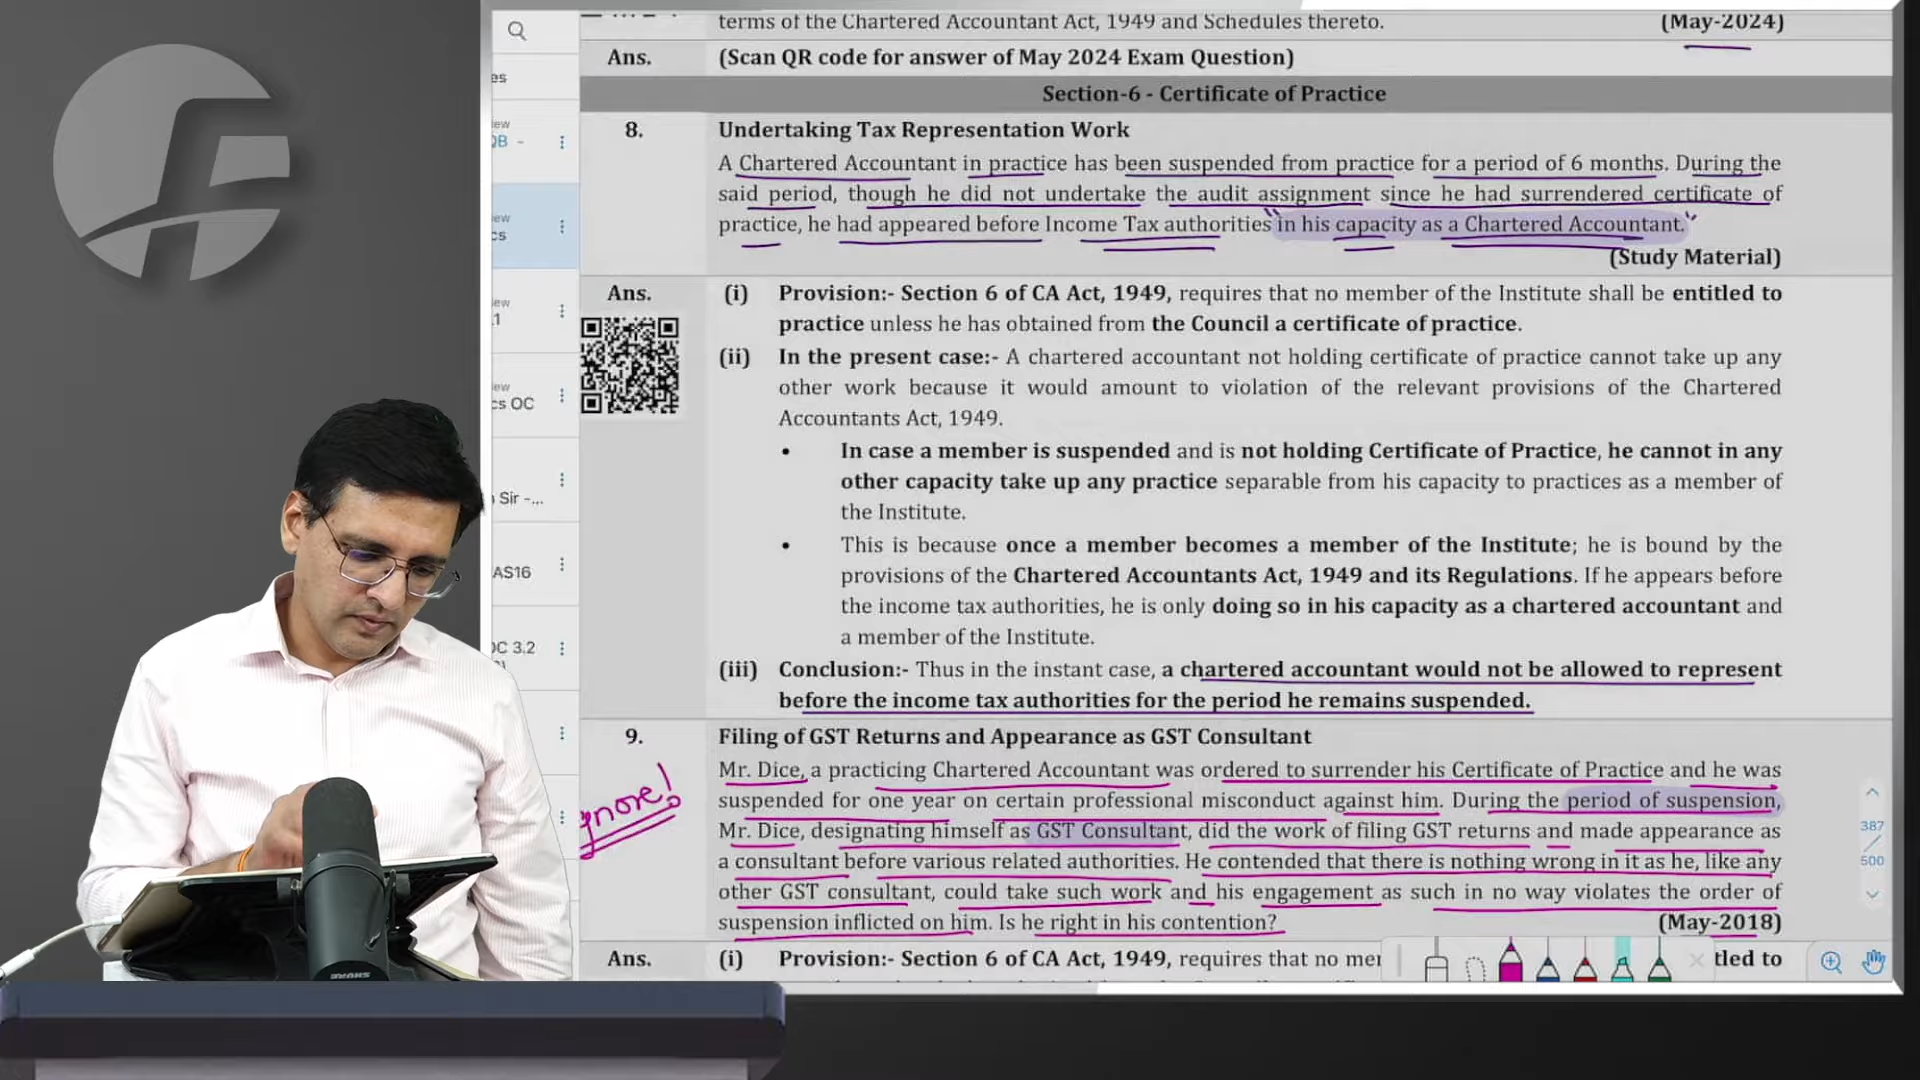 terms of the Chartered Accountant Act, 1949 and Schedules thereto. (May-2024)
Ans. (Scan QR code for answer of May 2024 Exam Question)
Section-6 - Certificate of Practice
8. Undertaking Tax Representation Work
A Chartered Accountant in practice has been suspended from practice for a period of 6 months. During the
said period, though he did not undertake the audit assignment since he had surrendered certificate of
practice, he had appeared before Income Tax authorities "in his capacity as a Chartered Accountant."
(Study Material)
Ans. (i) Provision:- Section 6 of CA Act, 1949, requires that no member of the Institute shall be entitled to
practice unless he has obtained from the Council a certificate of practice.
(ii) In the present case:- A chartered accountant not holding certificate of practice cannot take up any
other work because it would amount to violation of the relevant provisions of the Chartered
Accountants Act, 1949.
• In case a member is suspended and is not holding Certificate of Practice, he cannot in any
other capacity take up any practice separable from his capacity to practices as a member of
the Institute.
• This is because once a member becomes a member of the Institute; he is bound by the
provisions of the Chartered Accountants Act, 1949 and its Regulations. If he appears before
the income tax authorities, he is only doing so in his capacity as a chartered accountant and
a member of the Institute.
(iii) Conclusion:- Thus in the instant case, a chartered accountant would not be allowed to represent
before the income tax authorities for the period he remains suspended.
9. Filing of GST Returns and Appearance as GST Consultant
Mr. Dice, a practicing Chartered Accountant was ordered to surrender his Certificate of Practice and he was
suspended for one year on certain professional misconduct against him. During the period of suspension,
Mr. Dice, designating himself as GST Consultant, did the work of filing GST returns and made appearance as
a consultant before various related authorities. He contended that there is nothing wrong in it as he, like any
other GST consultant, could take such work and his engagement as such in no way violates the order of
suspension inflicted on him. Is he right in his contention? (May-2018)
Ans. (i) Provision:- Section 6 of CA Act, 1949, requires that no mer tled to
gnore!
es
ew
QB -
ew
cs
ew
.1
ew
cs OC
Sir -...
AS16
OC 3.2
387
500